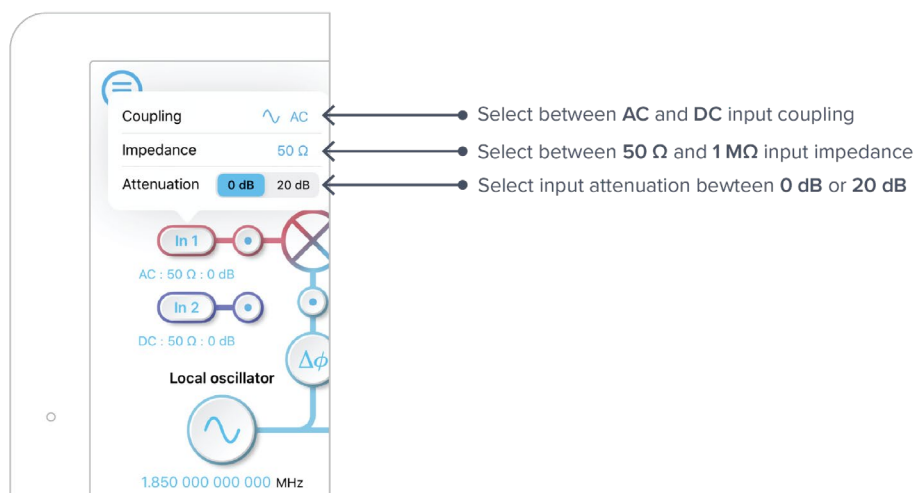 Coupling
AC
Select between AC and DC input coupling
Impedance
50 Ω
Select between 50 Ω and 1 MΩ input impedance
Attenuation
0 dB
20 dB
Select input attenuation bewteen 0 dB or 20 dB
In 1
AC : 50 Ω : 0 dB
In 2
DC : 50 Ω : 0 dB
Δϕ
Local oscillator
1.850 000 000 000 MHz